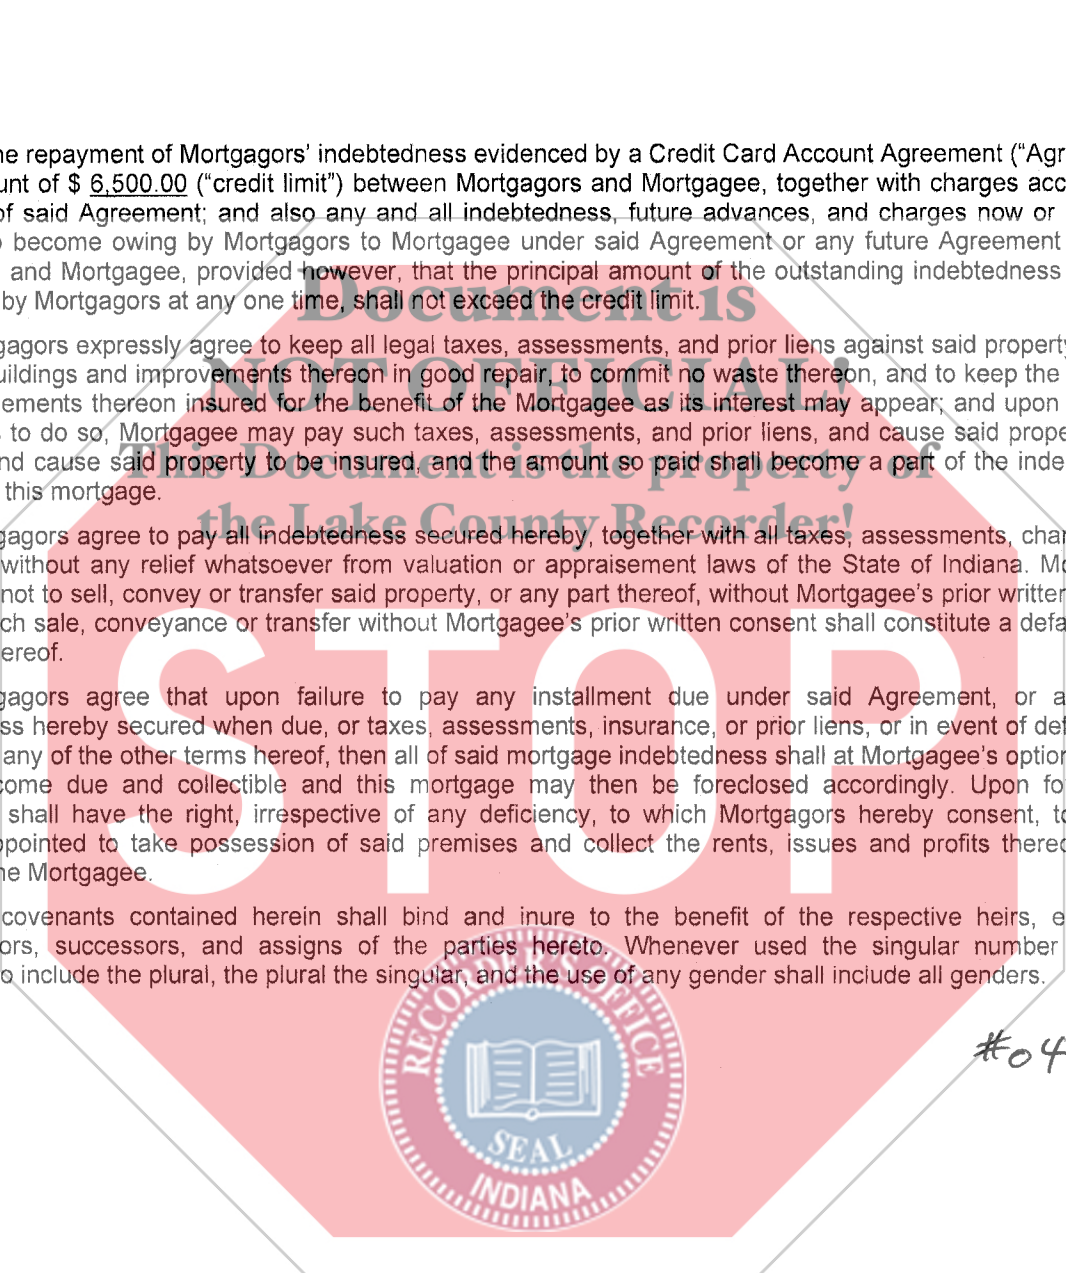 ne repayment of Mortgagors' indebtedness evidenced by a Credit Card Account Agreement ("Agr
unt of $ 6,500.00 ("credit limit") between Mortgagors and Mortgagee, together with charges acc
of said Agreement; and also any and all indebtedness, future advances, and charges now or
become owing by Mortgagors to Mortgagee under said Agreement or any future Agreement
and Mortgagee, provided however, that the principal amount of the outstanding indebtedness
by Mortgagors at any one time, shall not exceed the credit limit.
Document is
gagors expressly agree to keep all legal taxes, assessments, and prior liens against said property
uildings and improvements thereon in good repair, to commit no waste thereon, and to keep the
NOT OFFICIAL!
ements thereon insured for the benefit of the Mortgagee as its interest may appear; and upon
to do so, Mortgagee may pay such taxes, assessments, and prior liens, and cause said prope
This Document is the property of
nd cause said property to be insured, and the amount so paid shall become a part of the inde
this mortgage.
the Lake County Recorder!
gagors agree to pay all indebtedness secured hereby, together with all taxes, assessments, char
without any relief whatsoever from valuation or appraisement laws of the State of Indiana. Mo
not to sell, convey or transfer said property, or any part thereof, without Mortgagee's prior written
ch sale, conveyance or transfer without Mortgagee's prior written consent shall constitute a defa
ereof.
STOP
gagors agree that upon failure to pay any installment due under said Agreement, or a
ss hereby secured when due, or taxes, assessments, insurance, or prior liens, or in event of def
any of the other terms hereof, then all of said mortgage indebtedness shall at Mortgagee's option
come due and collectible and this mortgage may then be foreclosed accordingly. Upon fo
shall have the right, irrespective of any deficiency, to which Mortgagors hereby consent, to
ppointed to take possession of said premises and collect the rents, issues and profits thereo
he Mortgagee.
covenants contained herein shall bind and inure to the benefit of the respective heirs, e
ors, successors, and assigns of the parties hereto. Whenever used the singular number
o include the plural, the plural the singular, and the use of any gender shall include all genders.
RECORDER'S OFFICE
SEAL
INDIANA
#04